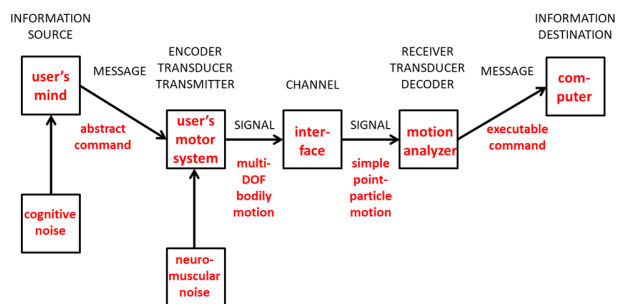 INFORMATION
SOURCE
user's
mind
MESSAGE
abstract
command
cognitive
noise
ENCODER
TRANSDUCER
TRANSMITTER
user's
motor
system
neuro-
muscular
noise
SIGNAL
multi-
DOF
bodily
motion
CHANNEL
inter-
face
SIGNAL
simple
point-
particle
motion
RECEIVER
TRANSDUCER
DECODER
motion
analyzer
MESSAGE
executable
command
INFORMATION
DESTINATION
com-
puter